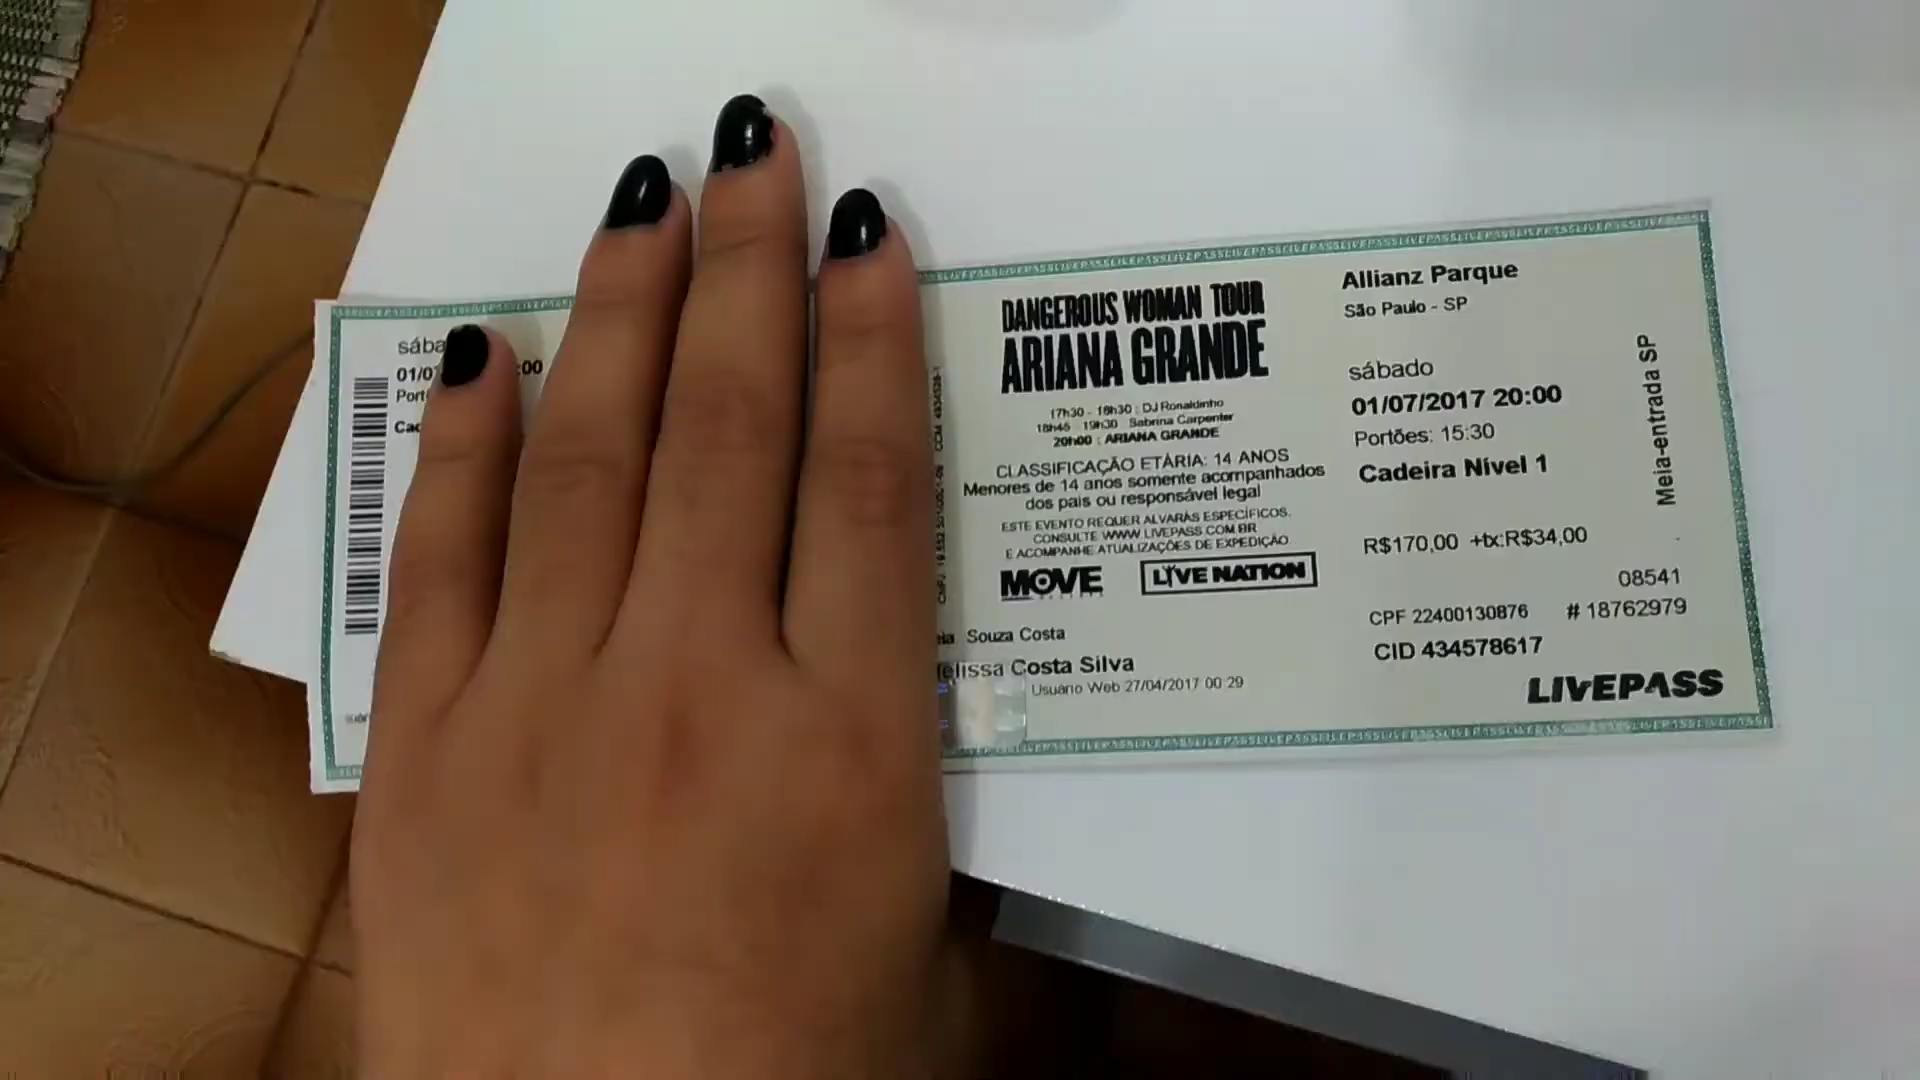 sába
01/0 :00
Port
Cad
DANGEROUS WOMAN TOUR
ARIANA GRANDE
17h30 - 18h30 : DJ Ronaldinho
18h45 19h30 Sabrina Carpenter
20h00 : ARIANA GRANDE
CLASSIFICAÇÃO ETÁRIA: 14 ANOS
Menores de 14 anos somente acompanhados
dos pais ou responsável legal
ESTE EVENTO REQUER ALVARÁS ESPECÍFICOS.
CONSULTE WWW.LIVEPASS.COM.BR
E ACOMPANHE ATUALIZAÇÕES DE EXPEDIÇÃO
MOVE
LIVE NATION
Souza Costa
elissa Costa Silva
Usuário Web 27/04/2017 00:29
Allianz Parque
São Paulo - SP
sábado
01/07/2017 20:00
Portões: 15:30
Cadeira Nível 1
R$170,00 +tx:R$34,00
08541
CPF 22400130876 # 18762979
CID 434578617
LIVEPASS
Meia-entrada SP